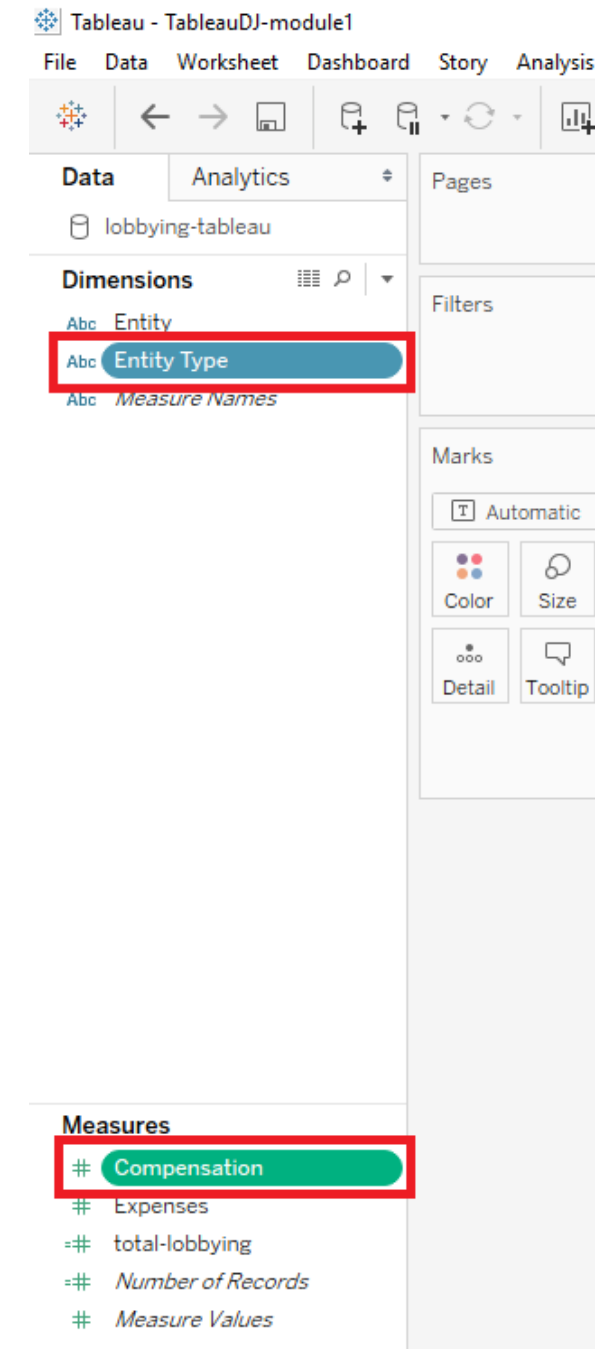 Tableau - TableauDJ-module1
File Data Worksheet Dashboard Story Analysis
Data Analytics Pages
lobbying-tableau
Dimensions
Filters
Abc Entity
Abc Entity Type
Abc Measure Names
Marks
T Automatic
Color Size
Detail Tooltip
Measures
# Compensation
# Expenses
=# total-lobbying
=# Number of Records
# Measure Values